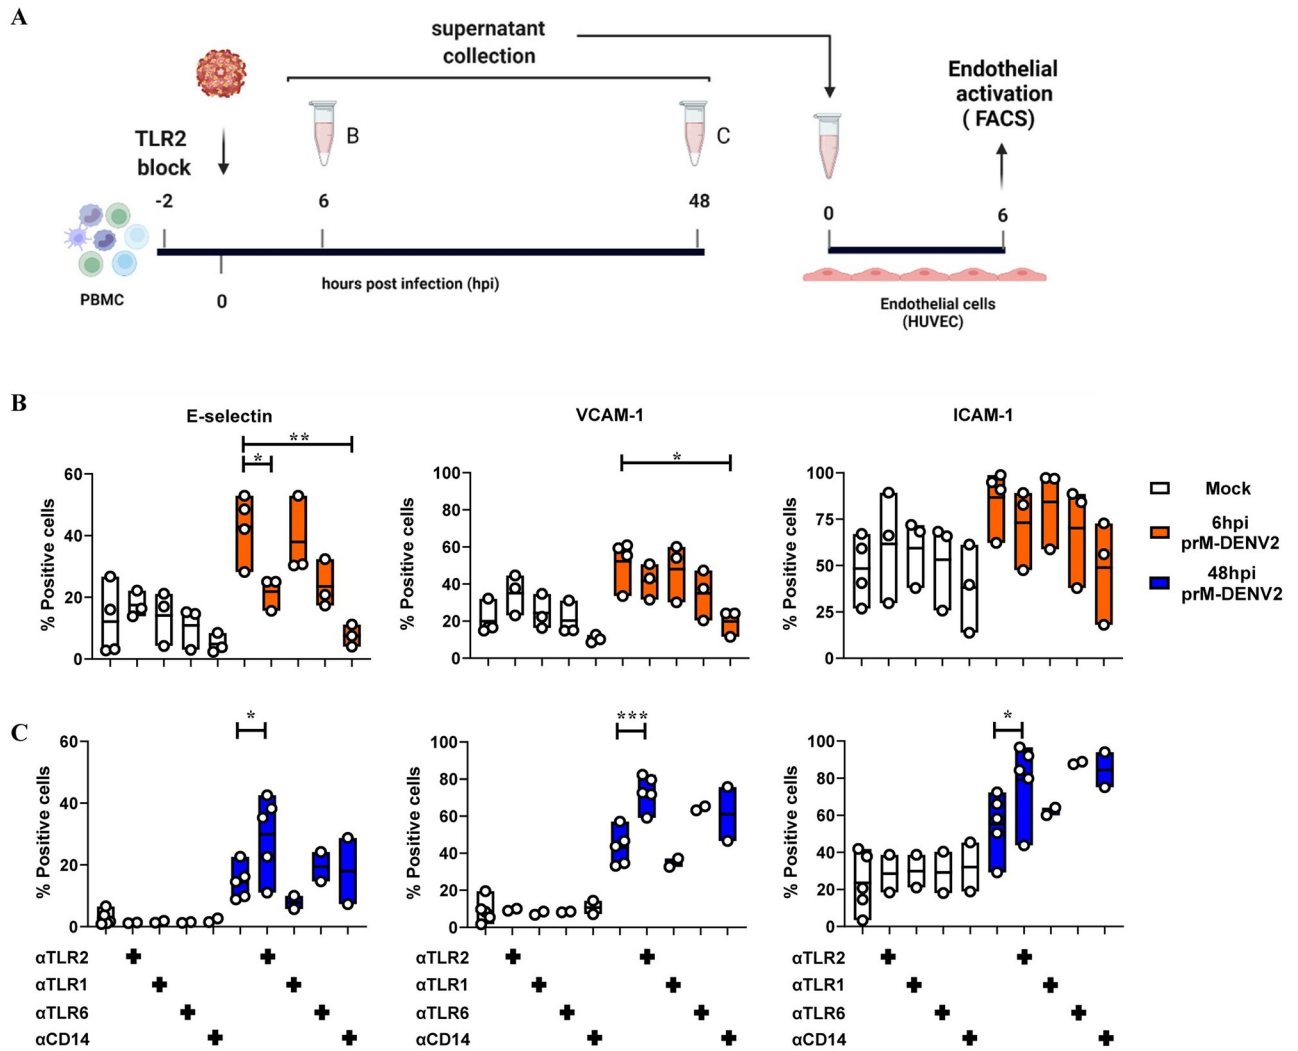 A
supernatant
collection
Endothelial
activation
( FACS)
TLR2
block
B
C
-2
6
48
0
6
PBMC
0
hours post infection (hpi)
Endothelial cells
(HUVEC)
B
E-selectin
VCAM-1
ICAM-1
**
*
*
% Positive cells
60
40
20
0
% Positive cells
100
80
60
40
20
0
% Positive cells
100
75
50
25
0
Mock
6hpi
prM-DENV2
48hpi
prM-DENV2
C
*
***
*
% Positive cells
60
40
20
0
% Positive cells
100
80
60
40
20
0
% Positive cells
100
80
60
40
20
0
αTLR2
αTLR1
αTLR6
αCD14
αTLR2
αTLR1
αTLR6
αCD14
αTLR2
αTLR1
αTLR6
αCD14